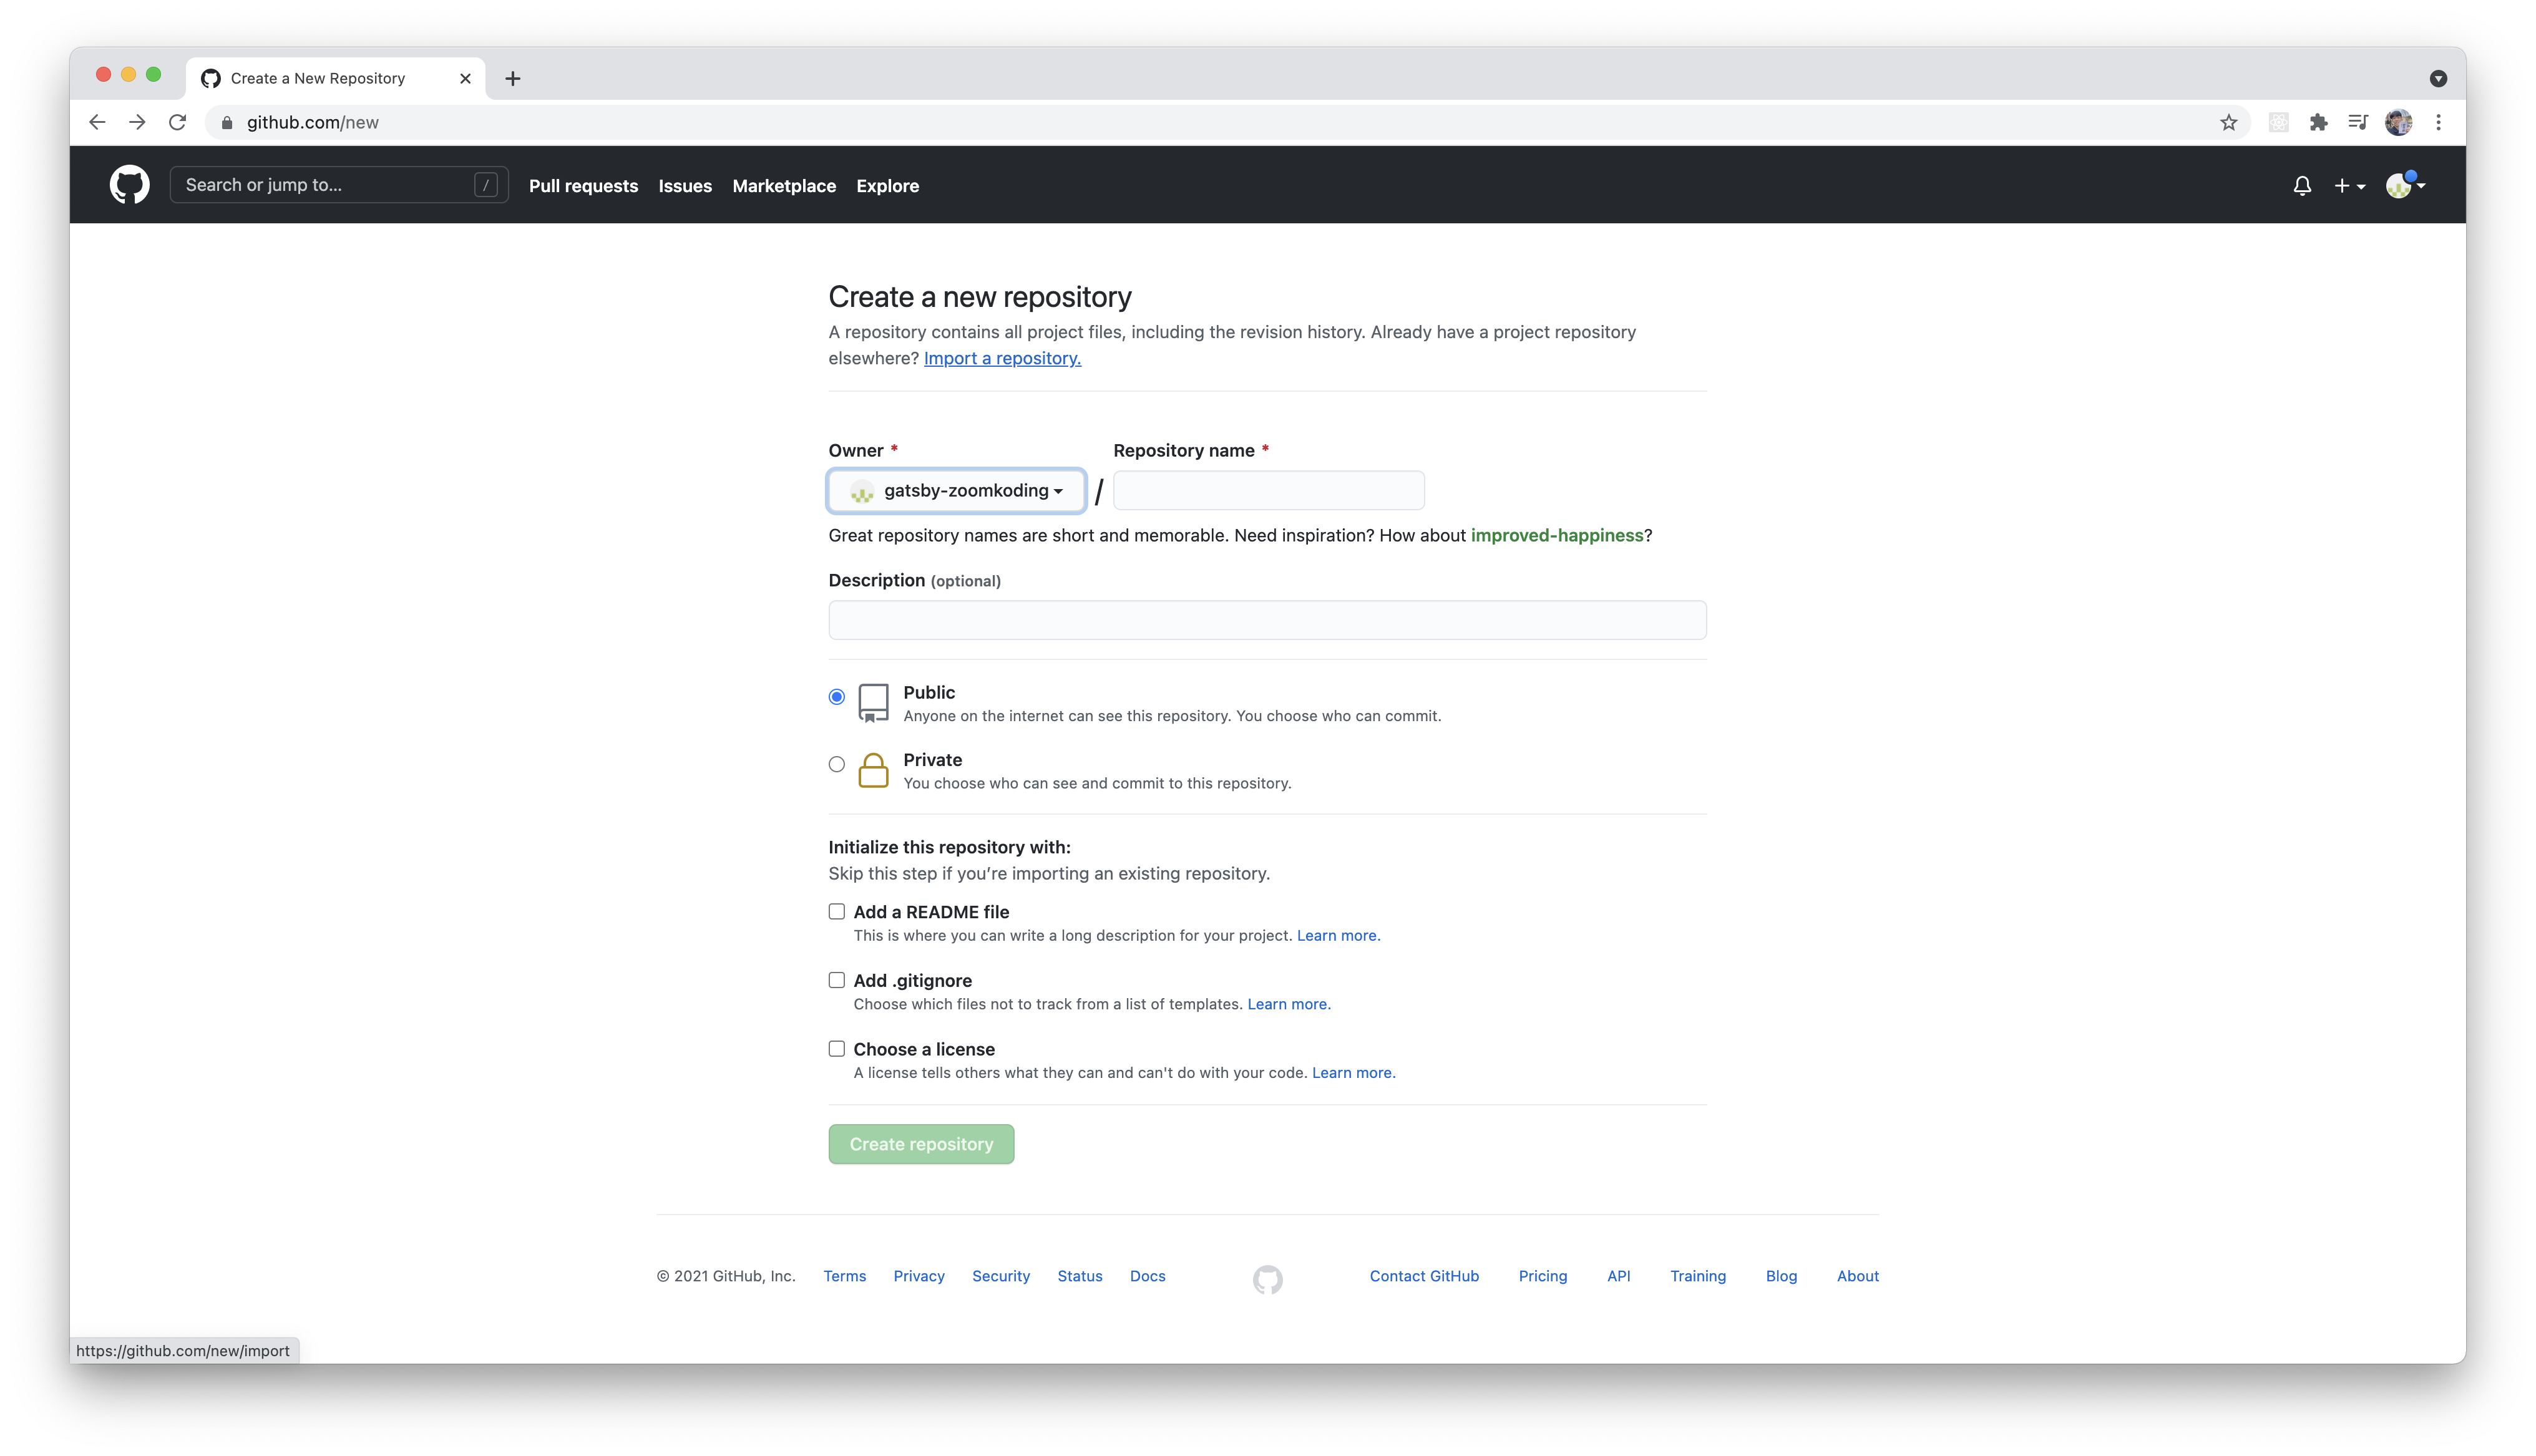 Create a New Repository
github.com/new
Search or jump to...
/
Pull requests
Issues
Marketplace
Explore
Create a new repository
A repository contains all project files, including the revision history. Already have a project repository
elsewhere? Import a repository.
Owner *
Repository name *
gatsby-zoomkoding
/
Great repository names are short and memorable. Need inspiration? How about improved-happiness?
Description (optional)
Public
Anyone on the internet can see this repository. You choose who can commit.
Private
You choose who can see and commit to this repository.
Initialize this repository with:
Skip this step if you’re importing an existing repository.
Add a README file
This is where you can write a long description for your project. Learn more.
Add .gitignore
Choose which files not to track from a list of templates. Learn more.
Choose a license
A license tells others what they can and can't do with your code. Learn more.
Create repository
© 2021 GitHub, Inc.
Terms
Privacy
Security
Status
Docs
Contact GitHub
Pricing
API
Training
Blog
About
https://github.com/new/import